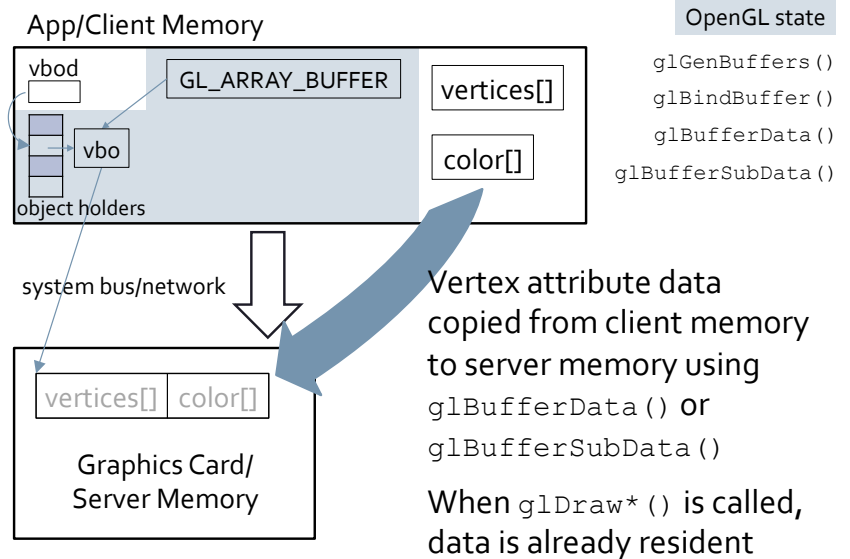 App/Client Memory
OpenGL state
vbod
GL_ARRAY_BUFFER
vertices[]
color[]
vbo
object holders
glGenBuffers()
glBindBuffer()
glBufferData()
glBufferSubData()
system bus/network
vertices[]
color[]
Graphics Card/
Server Memory
Vertex attribute data
copied from client memory
to server memory using
glBufferData() or
glBufferSubData()
When glDraw*() is called,
data is already resident